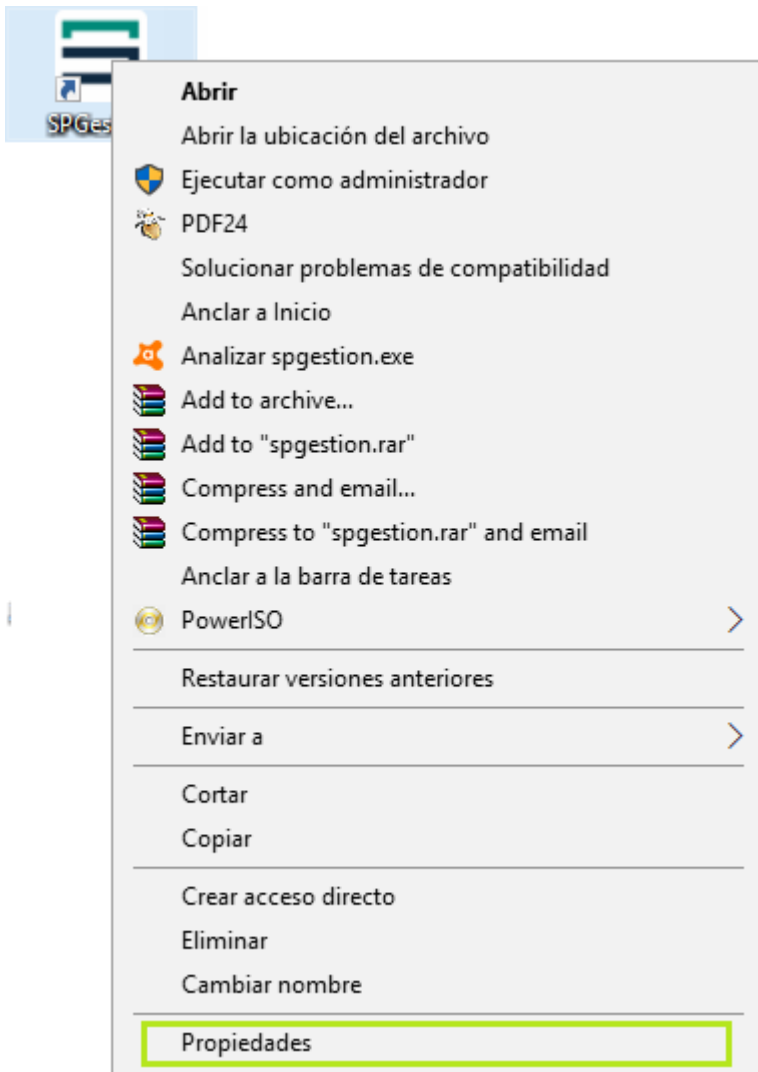 SPGes
Abrir
Abrir la ubicación del archivo
Ejecutar como administrador
PDF24
Solucionar problemas de compatibilidad
Anclar a Inicio
Analizar spgestion.exe
Add to archive...
Add to "spgestion.rar"
Compress and email...
Compress to "spgestion.rar" and email
Anclar a la barra de tareas
PowerISO
Restaurar versiones anteriores
Enviar a
Cortar
Copiar
Crear acceso directo
Eliminar
Cambiar nombre
Propiedades